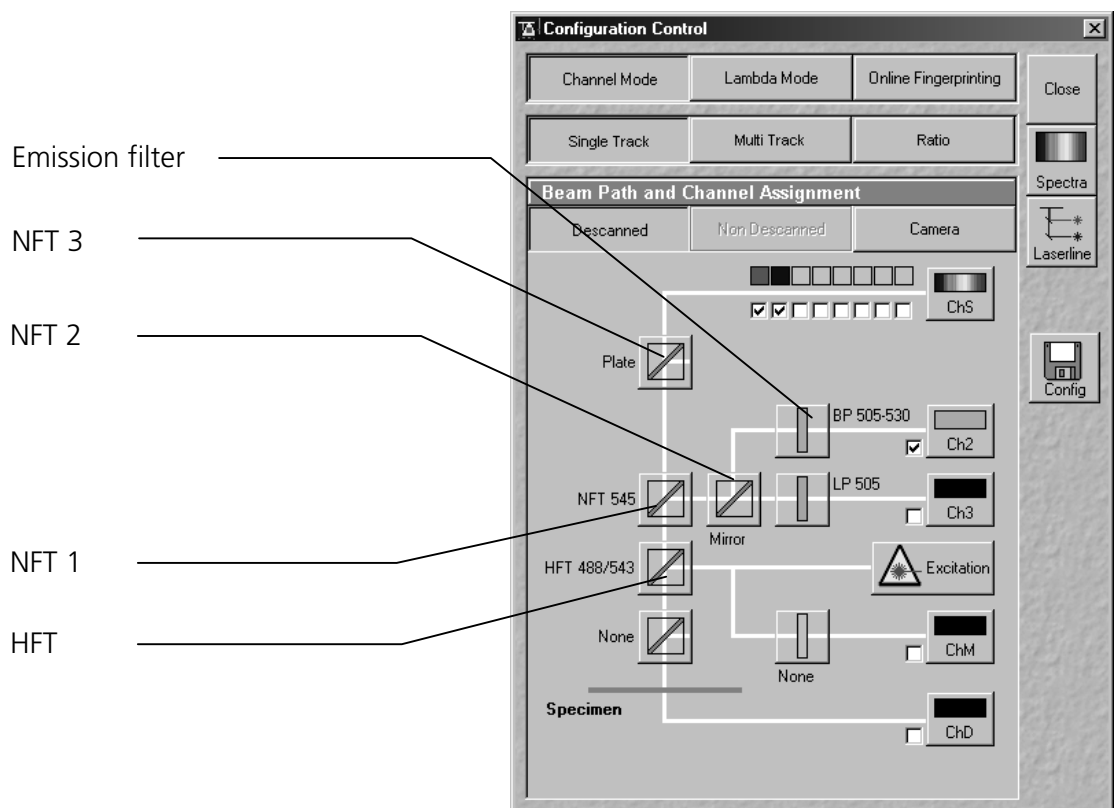 Configuration Control
Channel Mode
Lambda Mode
Online Fingerprinting
Close
Single Track
Multi Track
Ratio
Spectra
Beam Path and Channel Assignment
Descanned
Non Descanned
Camera
Laserline
ChS
Plate
Config
BP 505-530
Ch2
NFT 545
LP 505
Ch3
Mirror
HFT 488/543
Excitation
None
ChM
None
Specimen
ChD
Emission filter
NFT 3
NFT 2
NFT 1
HFT